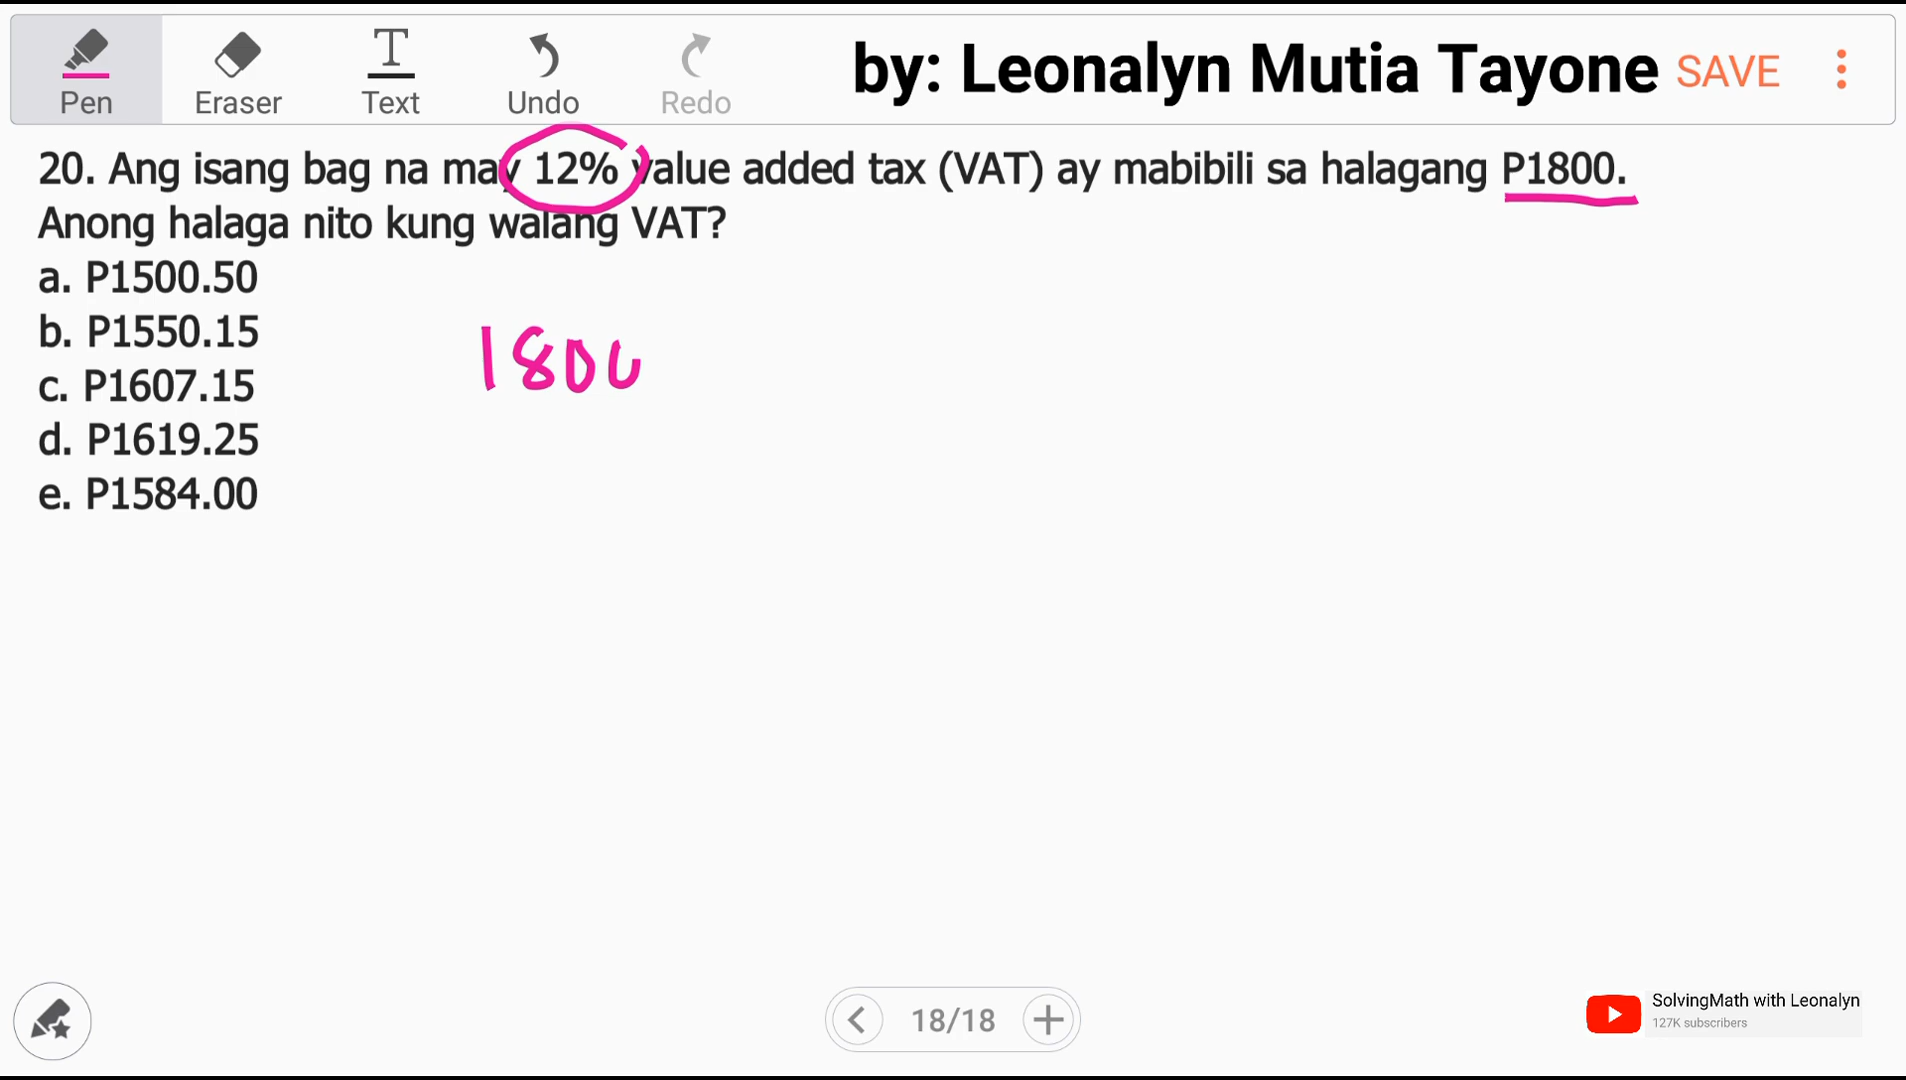 by: Leonalyn Mutia Tayone SAVE
Pen Eraser Text Undo Redo
20. Ang isang bag na may 12% value added tax (VAT) ay mabibili sa halagang P1800.
Anong halaga nito kung walang VAT?
a. P1500.50
b. P1550.15
c. P1607.15
d. P1619.25
e. P1584.00
1800
18/18
SolvingMath with Leonalyn
127K subscribers